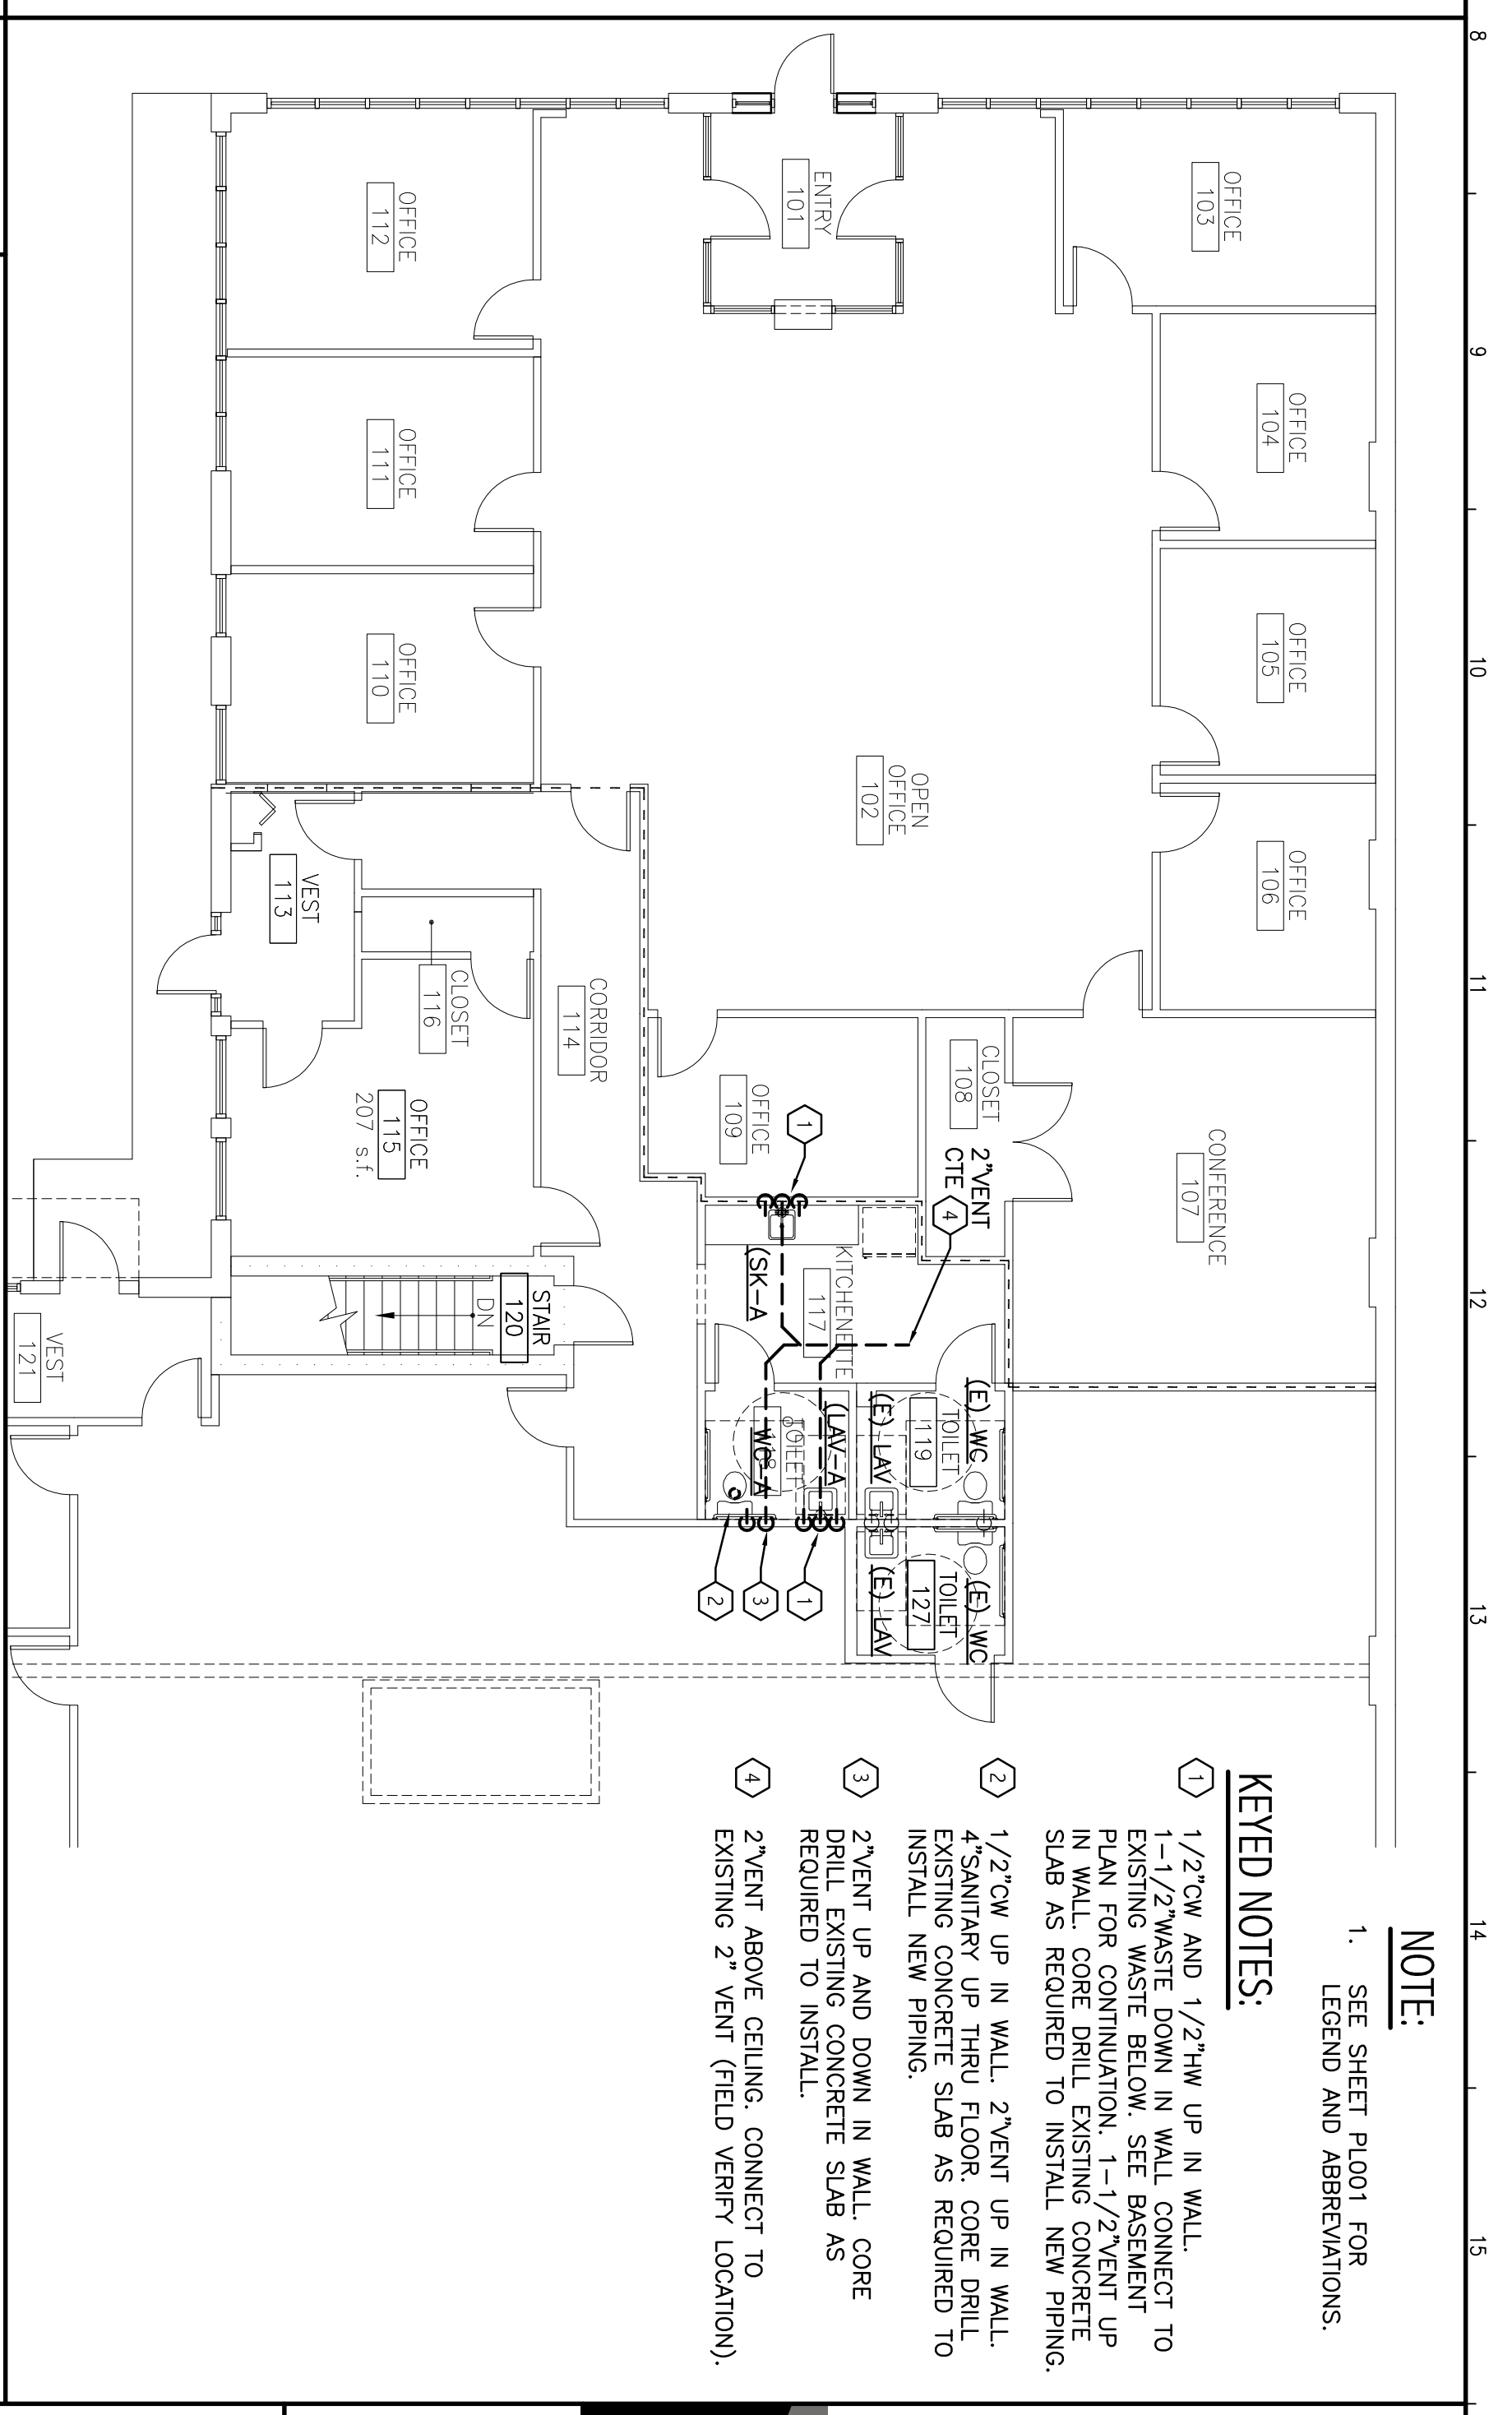 8
9
10
11
12
13
14
15
NOTE:
1. SEE SHEET PL001 FOR
LEGEND AND ABBREVIATIONS.
KEYED NOTES:
1 1/2"CW AND 1/2"HW UP IN WALL.
1-1/2"WASTE DOWN IN WALL CONNECT TO
EXISTING WASTE BELOW. SEE BASEMENT
PLAN FOR CONTINUATION. 1-1/2"VENT UP
IN WALL. CORE DRILL EXISTING CONCRETE
SLAB AS REQUIRED TO INSTALL NEW PIPING.
2 1/2"CW UP IN WALL. 2"VENT UP IN WALL.
4"SANITARY UP THRU FLOOR. CORE DRILL
EXISTING CONCRETE SLAB AS REQUIRED TO
INSTALL NEW PIPING.
3 2"VENT UP AND DOWN IN WALL. CORE
DRILL EXISTING CONCRETE SLAB AS
REQUIRED TO INSTALL.
4 2"VENT ABOVE CEILING. CONNECT TO
EXISTING 2" VENT (FIELD VERIFY LOCATION).
OFFICE
103
OFFICE
104
OFFICE
105
OFFICE
106
CONFERENCE
107
ENTRY
101
OPEN
OFFICE
102
CLOSET
108
2"VENT
CTE 4
OFFICE
109
1
KITCHENETTE
117
(SK-A
(E) WC
TOILET
119
(E) LAV
(E) WC
TOILET
127
(E) LAV
(LAV-A
TOILET
118
WC-A
1
3
2
CORRIDOR
114
STAIR
120
DN
OFFICE
112
OFFICE
111
OFFICE
110
VEST
113
CLOSET
116
OFFICE
115
207 s.f.
VEST
121